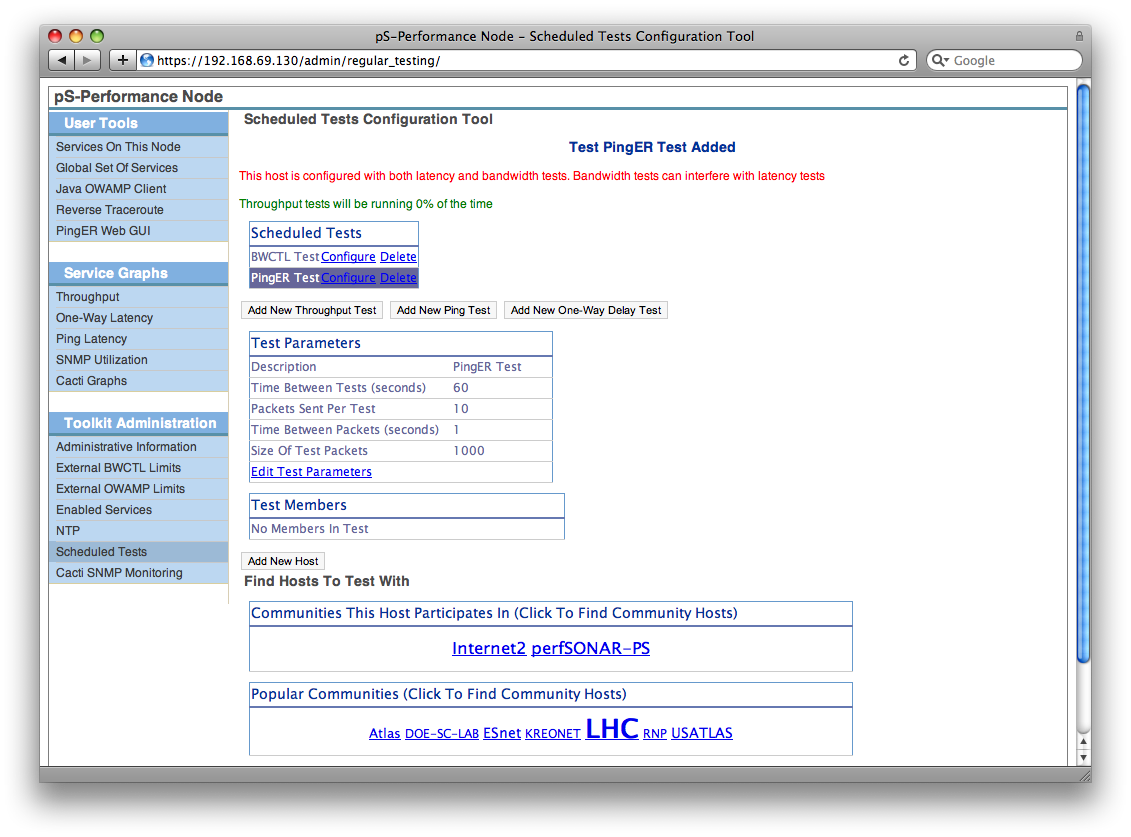 pS-Performance Node – Scheduled Tests Configuration Tool
https://192.168.69.130/admin/regular_testing/
Google
pS-Performance Node
User Tools
Services On This Node
Global Set Of Services
Java OWAMP Client
Reverse Traceroute
PingER Web GUI
Service Graphs
Throughput
One-Way Latency
Ping Latency
SNMP Utilization
Cacti Graphs
Toolkit Administration
Administrative Information
External BWCTL Limits
External OWAMP Limits
Enabled Services
NTP
Scheduled Tests
Cacti SNMP Monitoring
Scheduled Tests Configuration Tool
Test PingER Test Added
This host is configured with both latency and bandwidth tests. Bandwidth tests can interfere with latency tests
Throughput tests will be running 0% of the time
Scheduled Tests
BWCTL Test Configure Delete
PingER Test Configure Delete
Add New Throughput Test Add New Ping Test Add New One-Way Delay Test
Test Parameters
Description PingER Test
Time Between Tests (seconds) 60
Packets Sent Per Test 10
Time Between Packets (seconds) 1
Size Of Test Packets 1000
Edit Test Parameters
Test Members
No Members In Test
Add New Host
Find Hosts To Test With
Communities This Host Participates In (Click To Find Community Hosts)
Internet2 perfSONAR-PS
Popular Communities (Click To Find Community Hosts)
Atlas DOE-SC-LAB ESnet KREONET LHC RNP USATLAS